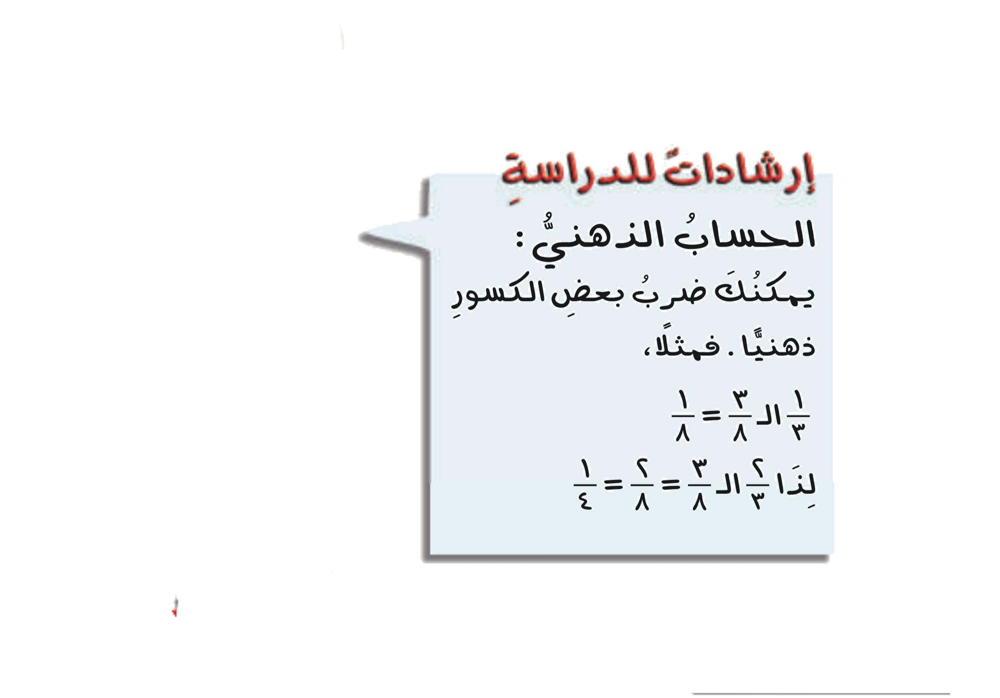 إرشاداتٌ للدراسةِ
الحسابُ الذهنيُّ :
يمكنُكَ ضربُ بعضِ الكسورِ
ذهنيًّا . فمثلًا،
١/٣ الـ ٣/٨ = ١/٨
لِذَا ٢/٣ الـ ٣/٨ = ٢/٨ = ١/٤